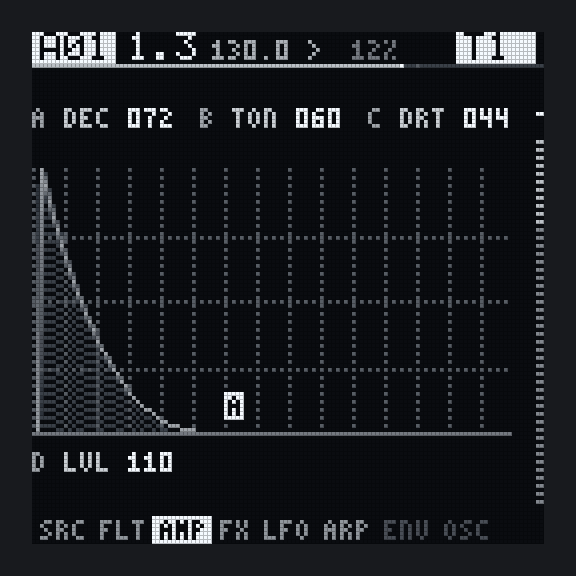 A01 1.3 130.0 > 12% T1
A DEC 072 B TON 060 C DRT 044
A
D LVL 110
SRC FLT AMP FX LFO ARP ENV OSC